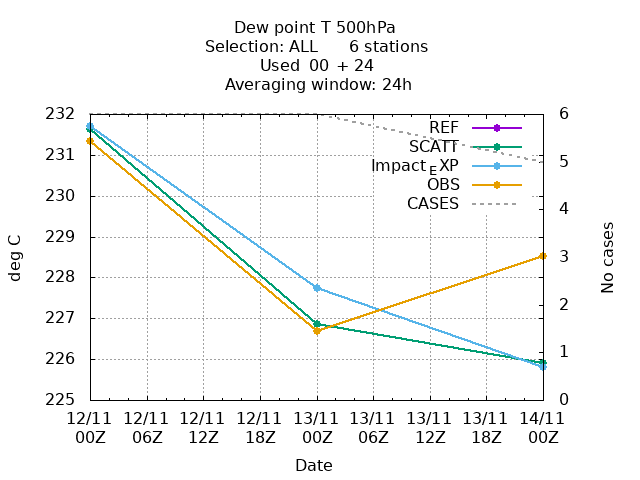 Dew point T 500hPa
Selection: ALL 6 stations
Used 00 + 24
Averaging window: 24h
232
231
230
229
228
227
226
225
deg C
6
5
4
3
2
1
0
No cases
REF
SCATT
Impact_EXP
OBS
CASES
12/11 12/11 12/11 12/11 13/11 13/11 13/11 13/11 14/11
00Z 06Z 12Z 18Z 00Z 06Z 12Z 18Z 00Z
Date